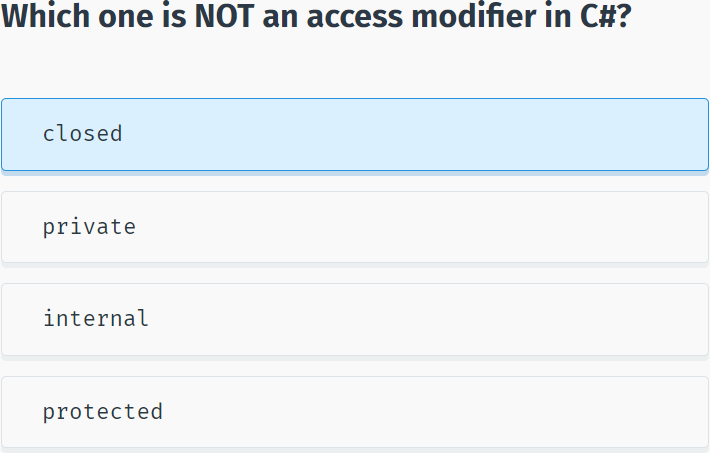 Which one is NOT an access modifier in C#?
closed
private
internal
protected